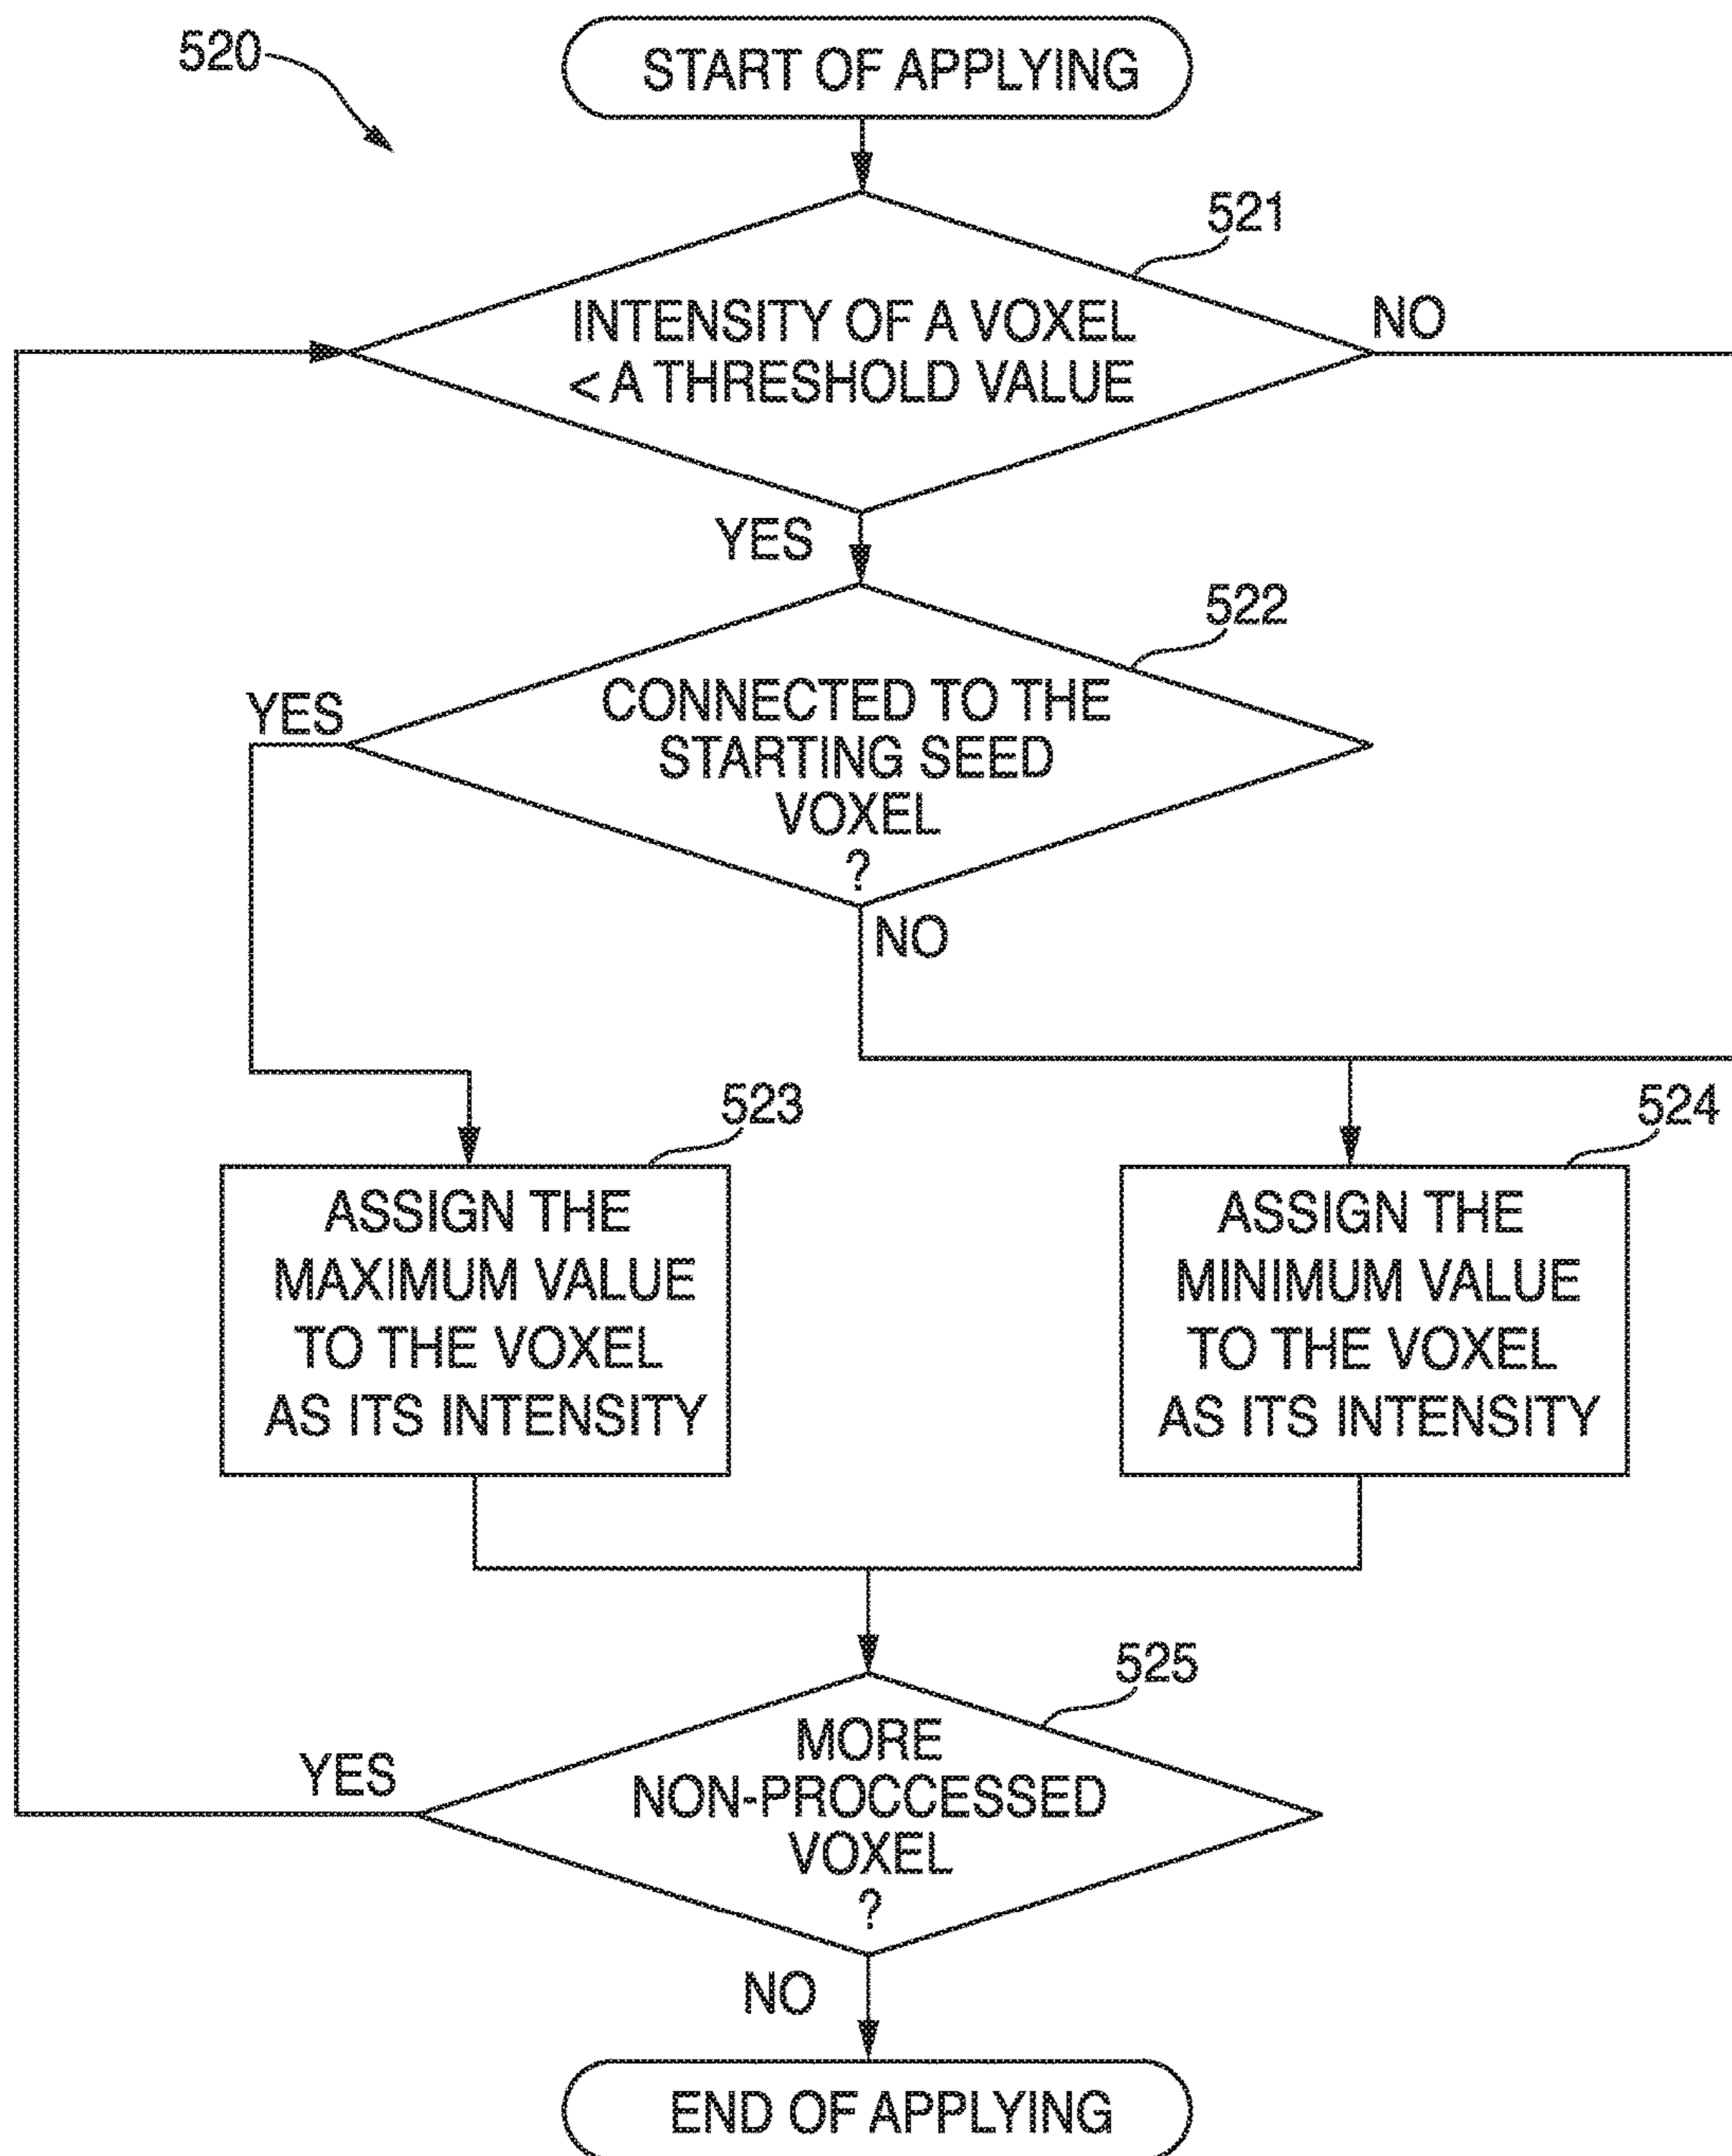 520
START OF APPLYING
521
INTENSITY OF A VOXEL
< A THRESHOLD VALUE
NO
YES
522
CONNECTED TO THE
STARTING SEED
VOXEL
?
YES
NO
523
ASSIGN THE
MAXIMUM VALUE
TO THE VOXEL
AS ITS INTENSITY
524
ASSIGN THE
MINIMUM VALUE
TO THE VOXEL
AS ITS INTENSITY
525
MORE
NON-PROCCESSED
VOXEL
?
YES
NO
END OF APPLYING